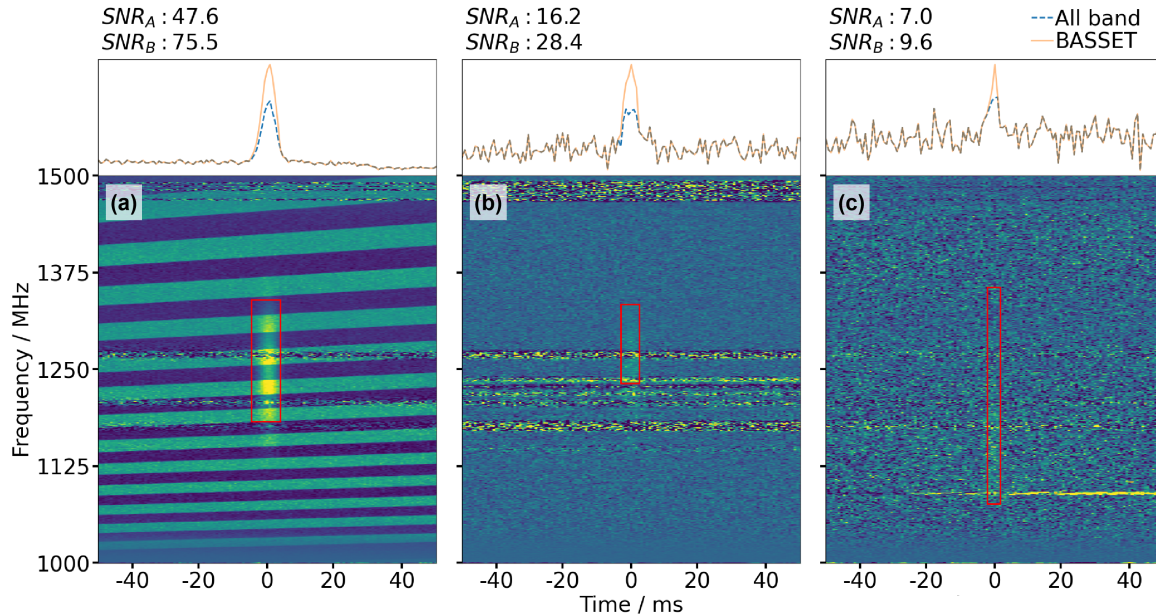 SNR_A : 47.6
SNR_B : 75.5
SNR_A : 16.2
SNR_B : 28.4
SNR_A : 7.0
SNR_B : 9.6
All band
BASSET
(a)
(b)
(c)
1500
1375
1250
1125
1000
Frequency / MHz
-40 -20 0 20 40
-40 -20 0 20 40
-40 -20 0 20 40
Time / ms